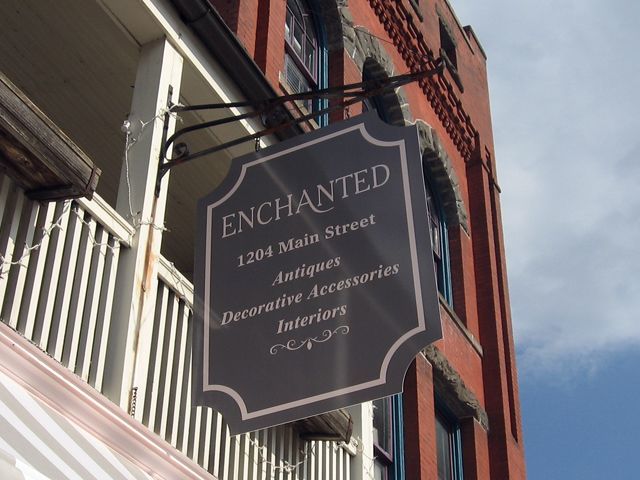 ENCHANTED
1204 Main Street
Antiques
Decorative Accessories
Interiors